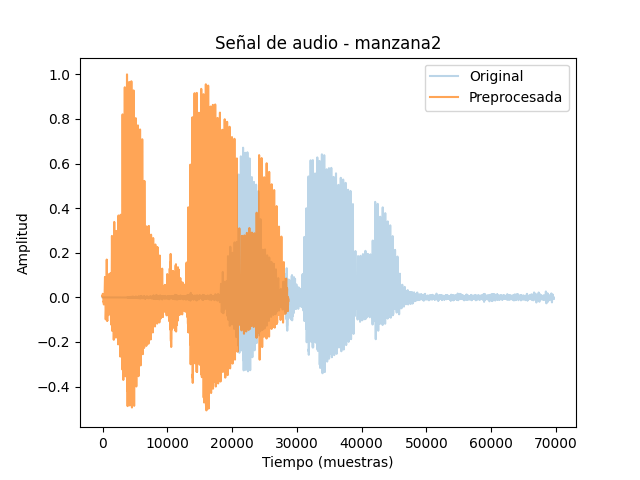 Señal de audio - manzana2
Original
Preprocesada
1.0
0.8
0.6
0.4
0.2
0.0
−0.2
−0.4
Amplitud
0 10000 20000 30000 40000 50000 60000 70000
Tiempo (muestras)